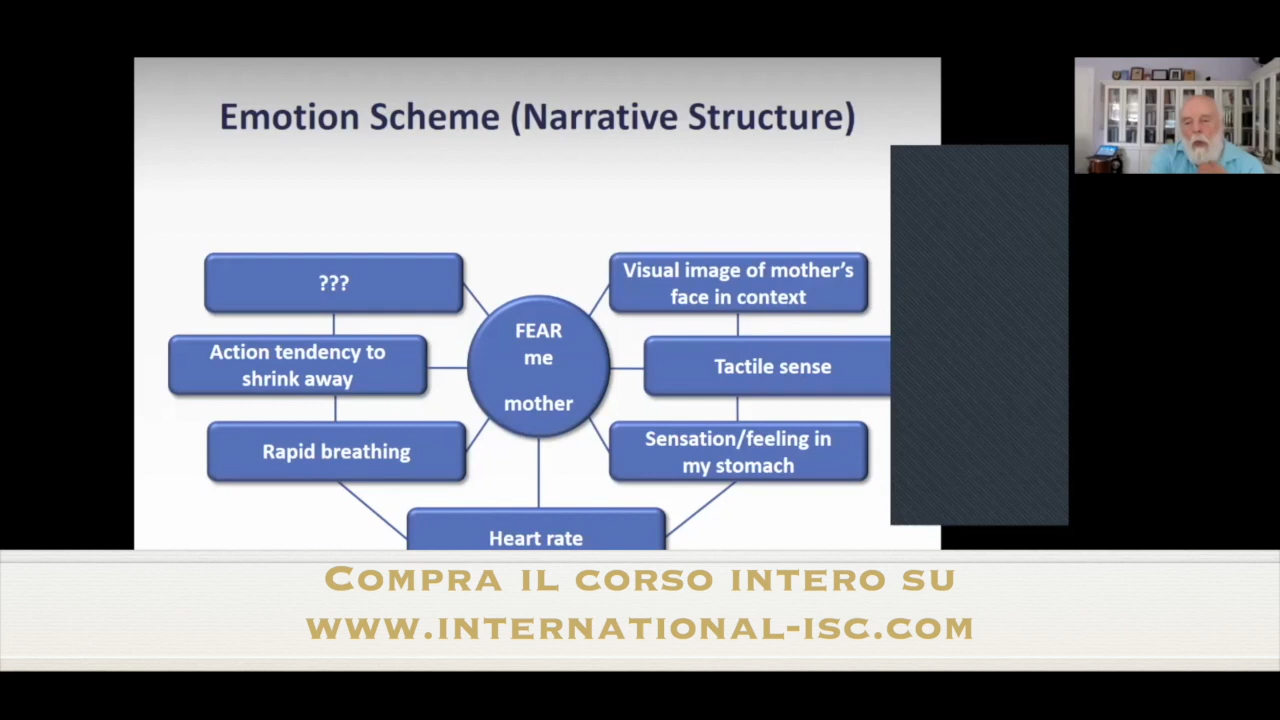 Emotion Scheme (Narrative Structure)
???
Visual image of mother's
face in context
FEAR
me
mother
Action tendency to
shrink away
Tactile sense
Rapid breathing
Sensation/feeling in
my stomach
Heart rate
Compra il corso intero su
www.international-isc.com